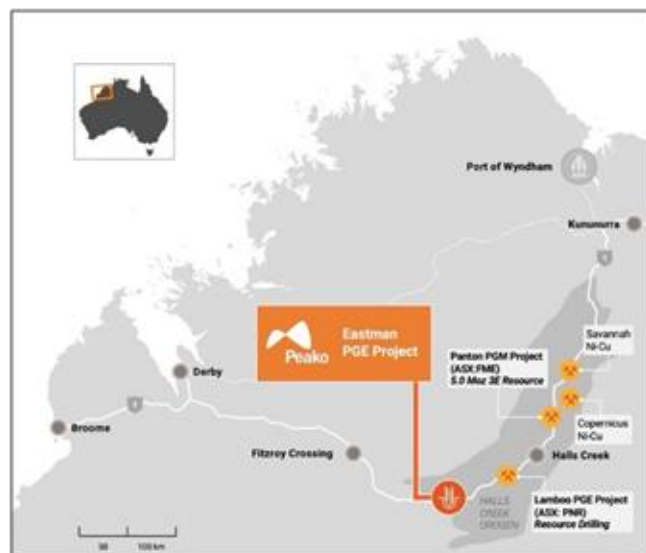 Port of Wyndham
Kununurra
Savannah
Ni-Cu
Peako
Eastman
PGE Project
Panton PGM Project
(ASX:FME)
5.0 Moz 3E Resource
Derby
Copernicus
Ni-Cu
Broome
Fitzroy Crossing
Halls Creek
HALLS
CREEK
OROGEN
Lamboo PGE Project
(ASX: PNR)
Resource Drilling
100 km